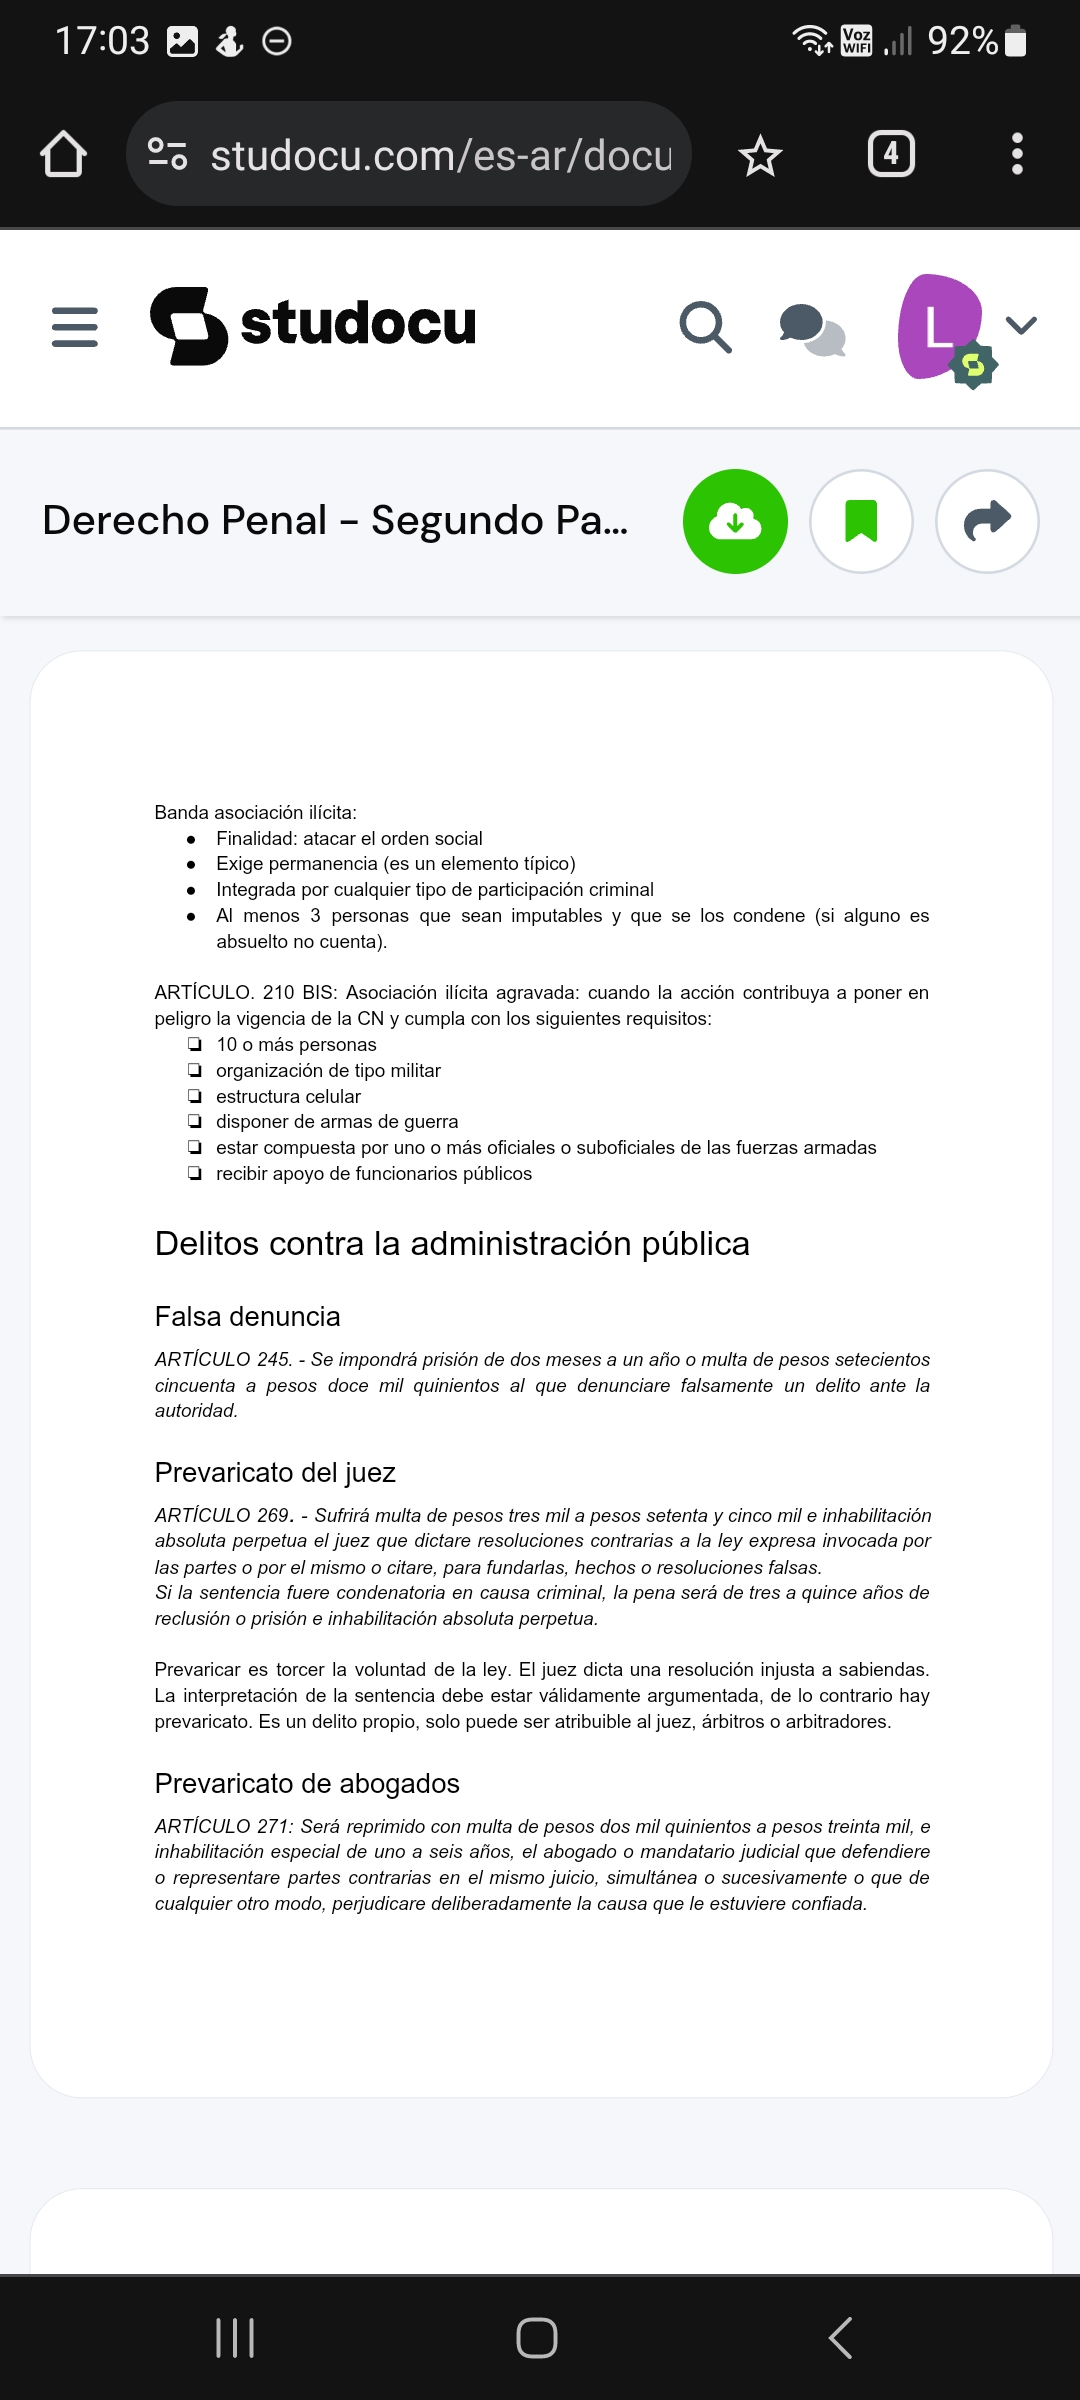 17:03
Voz WIFI
92%
studocu.com/es-ar/docu
4
studocu
L
Derecho Penal - Segundo Pa...
Banda asociación ilícita:
● Finalidad: atacar el orden social
● Exige permanencia (es un elemento típico)
● Integrada por cualquier tipo de participación criminal
● Al menos 3 personas que sean imputables y que se los condene (si alguno es
absuelto no cuenta).
ARTÍCULO. 210 BIS: Asociación ilícita agravada: cuando la acción contribuya a poner en
peligro la vigencia de la CN y cumpla con los siguientes requisitos:
❏ 10 o más personas
❏ organización de tipo militar
❏ estructura celular
❏ disponer de armas de guerra
❏ estar compuesta por uno o más oficiales o suboficiales de las fuerzas armadas
❏ recibir apoyo de funcionarios públicos
Delitos contra la administración pública
Falsa denuncia
ARTÍCULO 245. - Se impondrá prisión de dos meses a un año o multa de pesos setecientos
cincuenta a pesos doce mil quinientos al que denunciare falsamente un delito ante la
autoridad.
Prevaricato del juez
ARTÍCULO 269. - Sufrirá multa de pesos tres mil a pesos setenta y cinco mil e inhabilitación
absoluta perpetua el juez que dictare resoluciones contrarias a la ley expresa invocada por
las partes o por el mismo o citare, para fundarlas, hechos o resoluciones falsas.
Si la sentencia fuere condenatoria en causa criminal, la pena será de tres a quince años de
reclusión o prisión e inhabilitación absoluta perpetua.
Prevaricar es torcer la voluntad de la ley. El juez dicta una resolución injusta a sabiendas.
La interpretación de la sentencia debe estar válidamente argumentada, de lo contrario hay
prevaricato. Es un delito propio, solo puede ser atribuible al juez, árbitros o arbitradores.
Prevaricato de abogados
ARTÍCULO 271: Será reprimido con multa de pesos dos mil quinientos a pesos treinta mil, e
inhabilitación especial de uno a seis años, el abogado o mandatario judicial que defendiere
o representare partes contrarias en el mismo juicio, simultánea o sucesivamente o que de
cualquier otro modo, perjudicare deliberadamente la causa que le estuviere confiada.